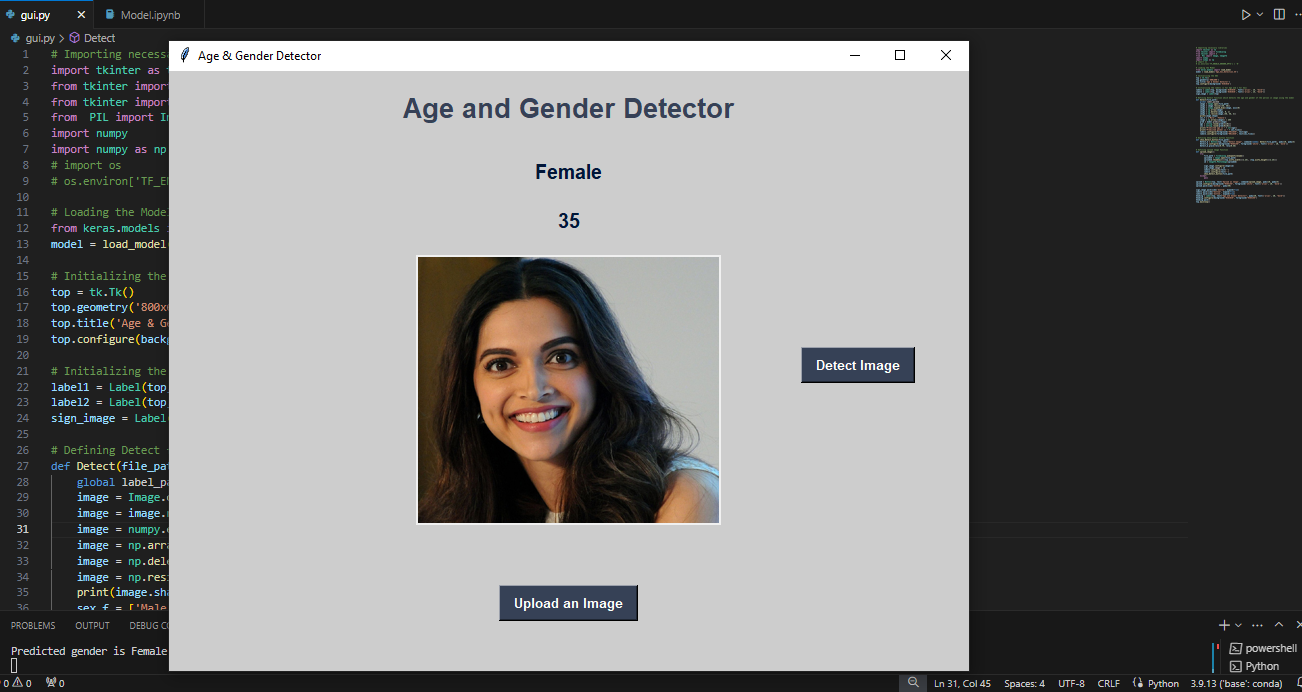 gui.py
Model.ipynb
gui.py > Detect
Age & Gender Detector
Age and Gender Detector
Female
35
Detect Image
Upload an Image
1 # Importing necess
2 import tkinter as
3 from tkinter impor
4 from tkinter impor
5 from PIL import I
6 import numpy
7 import numpy as np
8 # import os
9 # os.environ['TF_E
10
11 # Loading the Mode
12 from keras.models
13 model = load_model
14
15 # Initializing the
16 top = tk.Tk()
17 top.geometry('800x
18 top.title('Age & G
19 top.configure(back
20
21 # Initializing the
22 label1 = Label(top
23 label2 = Label(top
24 sign_image = Label
25
26 # Defining Detect
27 def Detect(file_pa
28 global label_pa
29 image = Image.
30 image = image.
31 image = numpy.
32 image = np.arra
33 image = np.del
34 image = np.res
35 print(image.sha
36 sex_f = ['Male
PROBLEMS OUTPUT DEBUG CO
Predicted gender is Female
powershell
Python
0 0 0
Ln 31, Col 45 Spaces: 4 UTF-8 CRLF Python 3.9.13 ('base': conda)